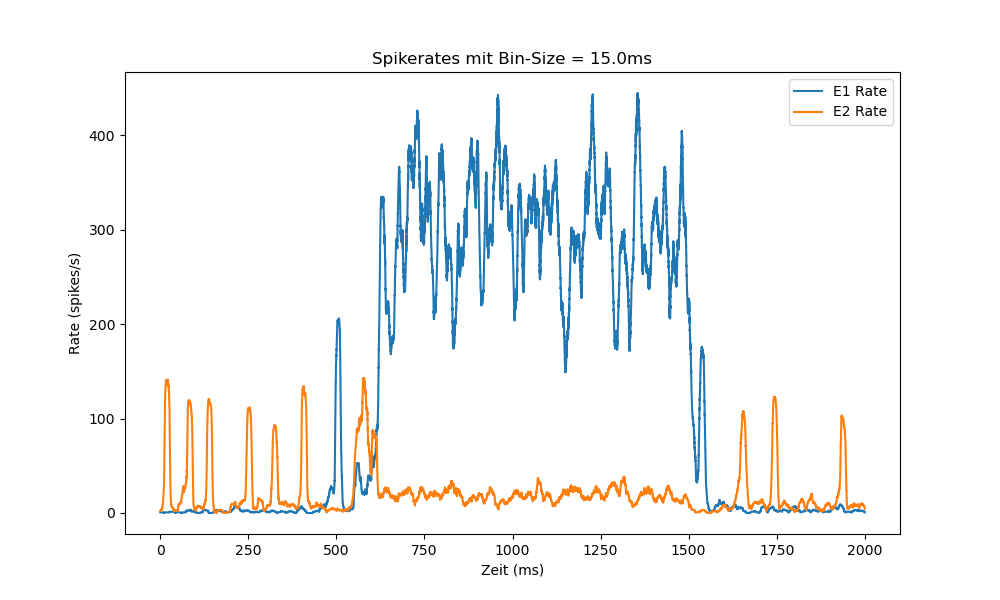 Spikerates mit Bin-Size = 15.0ms
E1 Rate
E2 Rate
Rate (spikes/s)
400
300
200
100
0
0 250 500 750 1000 1250 1500 1750 2000
Zeit (ms)